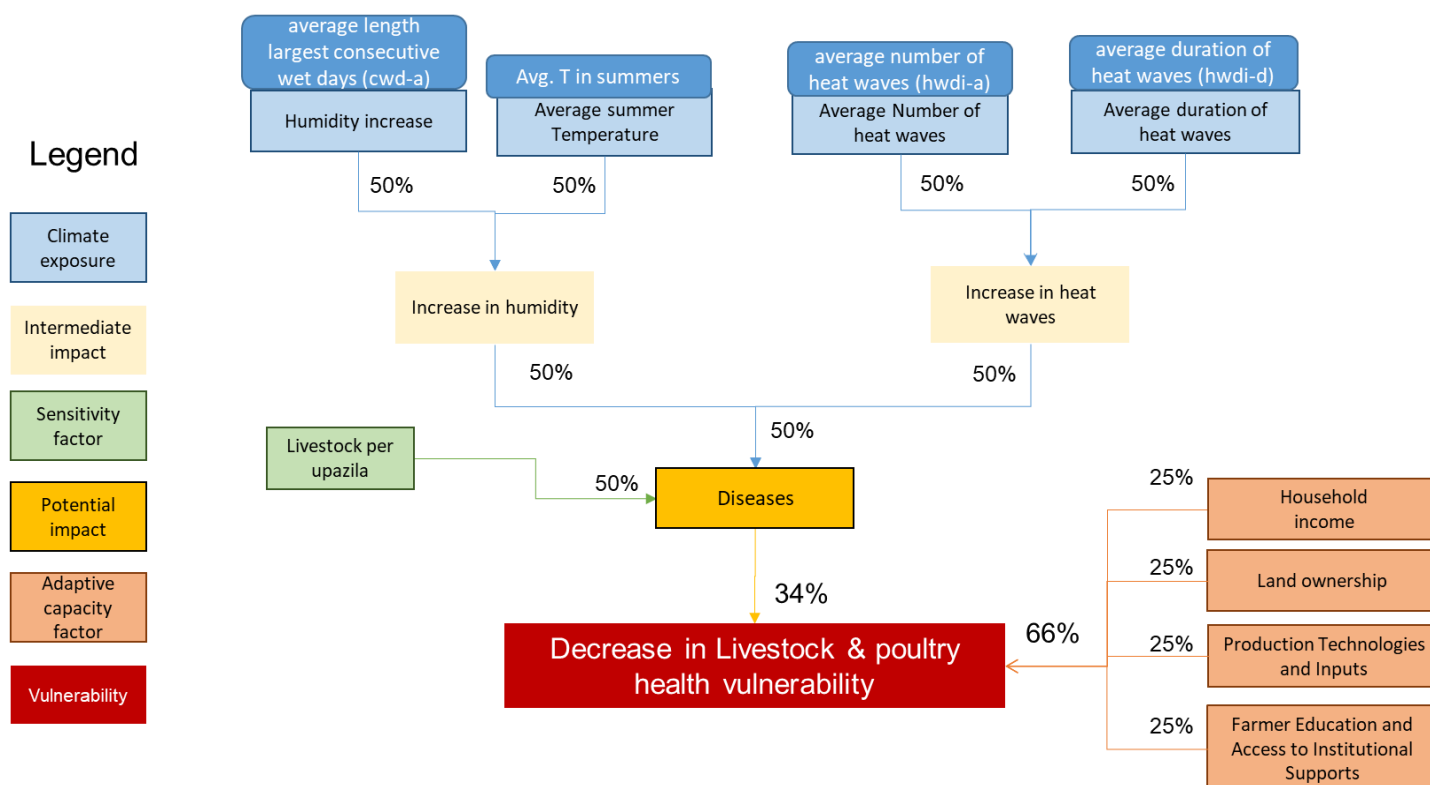 average length
largest consecutive
wet days (cwd-a)
Avg. T in summers
average number of
heat waves (hwdi-a)
average duration of
heat waves (hwdi-d)
Humidity increase
Average summer
Temperature
Average Number of
heat waves
Average duration of
heat waves
Legend
50%
50%
50%
50%
Climate
exposure
Intermediate
impact
Sensitivity
factor
Potential
impact
Adaptive
capacity
factor
Vulnerability
Increase in humidity
Increase in heat
waves
50%
50%
50%
Livestock per
upazila
50%
Diseases
34%
Decrease in Livestock & poultry
health vulnerability
66%
25%
Household
income
25%
Land ownership
25%
Production Technologies
and Inputs
25%
Farmer Education and
Access to Institutional
Supports